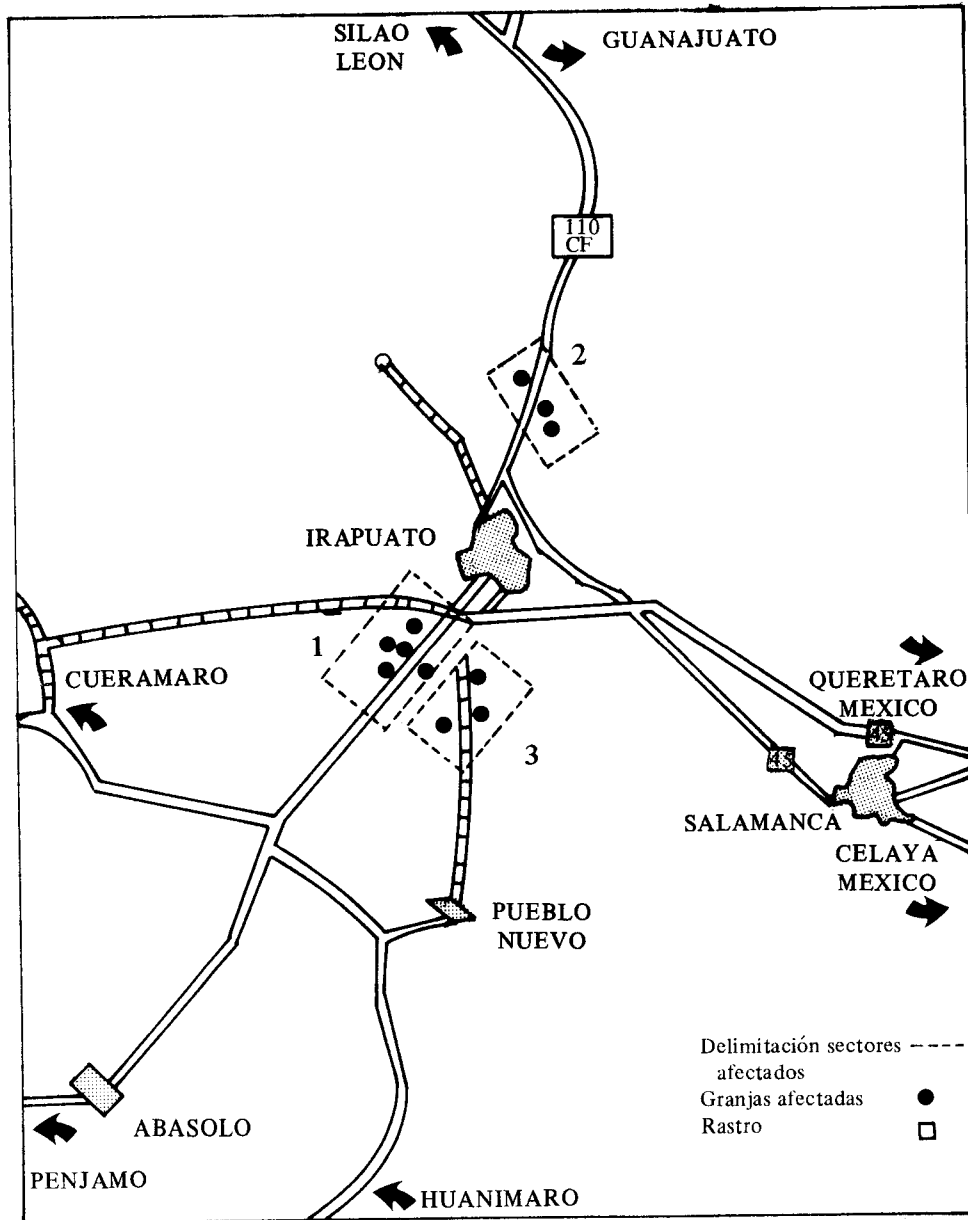 SILAO
LEON
GUANAJUATO
110
CF
2
IRAPUATO
1
CUERAMARO
QUERETARO
MEXICO
45
45
3
SALAMANCA
CELAYA
MEXICO
PUEBLO
NUEVO
Delimitación sectores
afectados
Granjas afectadas
Rastro
ABASOLO
PENJAMO
HUANIMARO